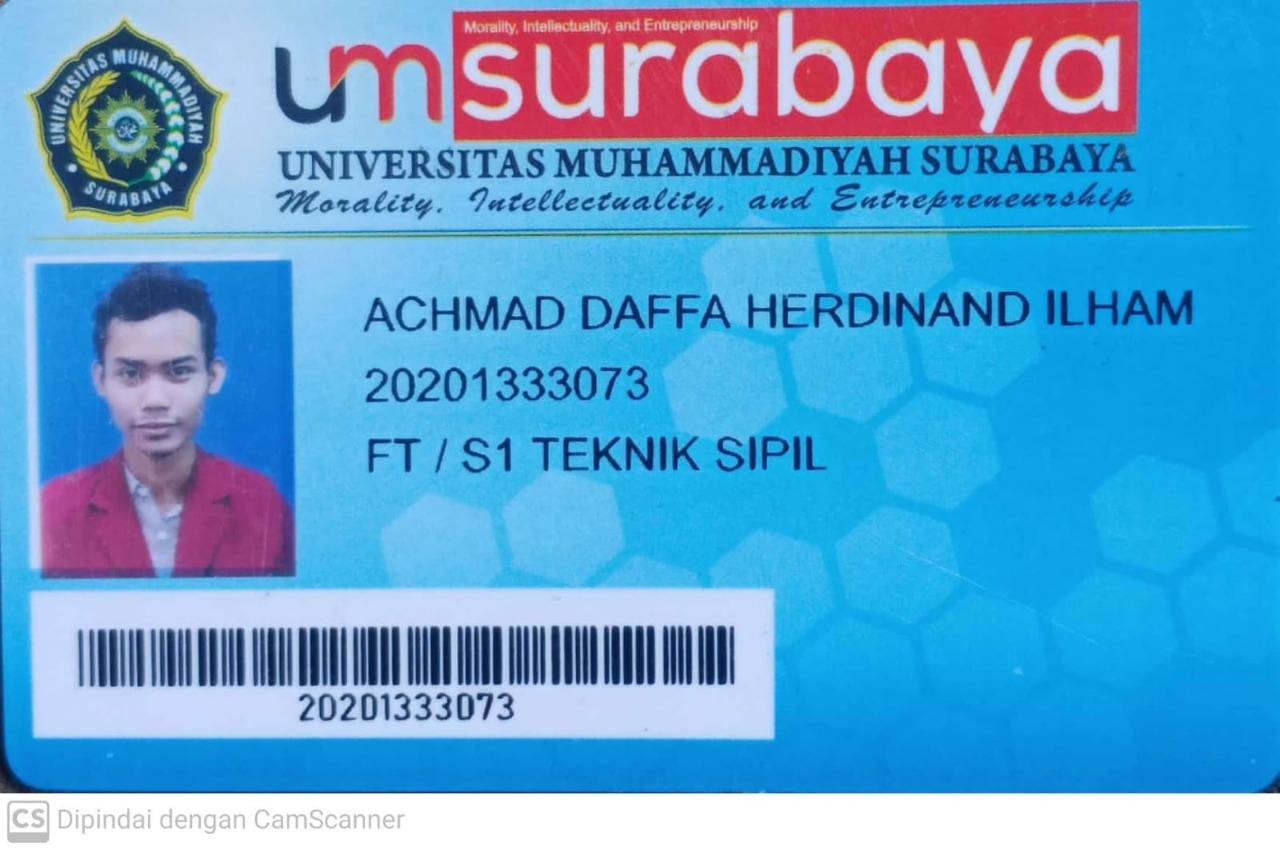 UNIVERSITAS MUHAMMADIYAH
SURABAYA
Morality, Intellectuality, and Entrepreneurship
umsurabaya
UNIVERSITAS MUHAMMADIYAH SURABAYA
Morality, Intellectuality, and Entrepreneurship
ACHMAD DAFFA HERDINAND ILHAM
20201333073
FT / S1 TEKNIK SIPIL
20201333073
CS Dipindai dengan CamScanner